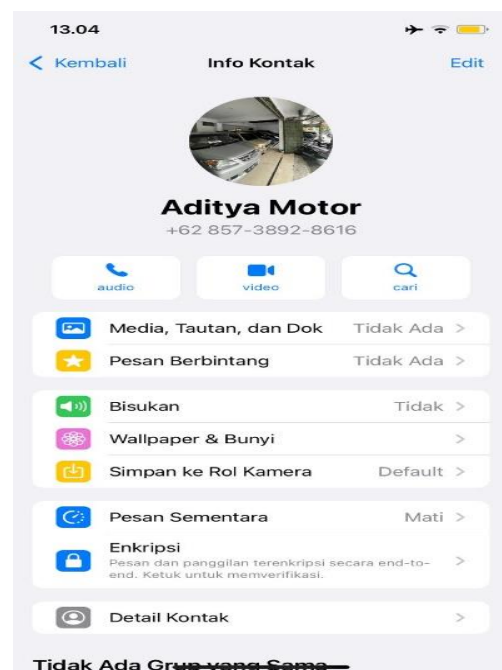 13.04
Kembali Info Kontak Edit
Aditya Motor
+62 857-3892-8616
audio video cari
Media, Tautan, dan Dok Tidak Ada
Pesan Berbintang Tidak Ada
Bisukan Tidak
Wallpaper & Bunyi
Simpan ke Rol Kamera Default
Pesan Sementara Mati
Enkripsi
Pesan dan panggilan terenkripsi secara end-to-
end. Ketuk untuk memverifikasi.
Detail Kontak
Tidak Ada Grup yang Sama